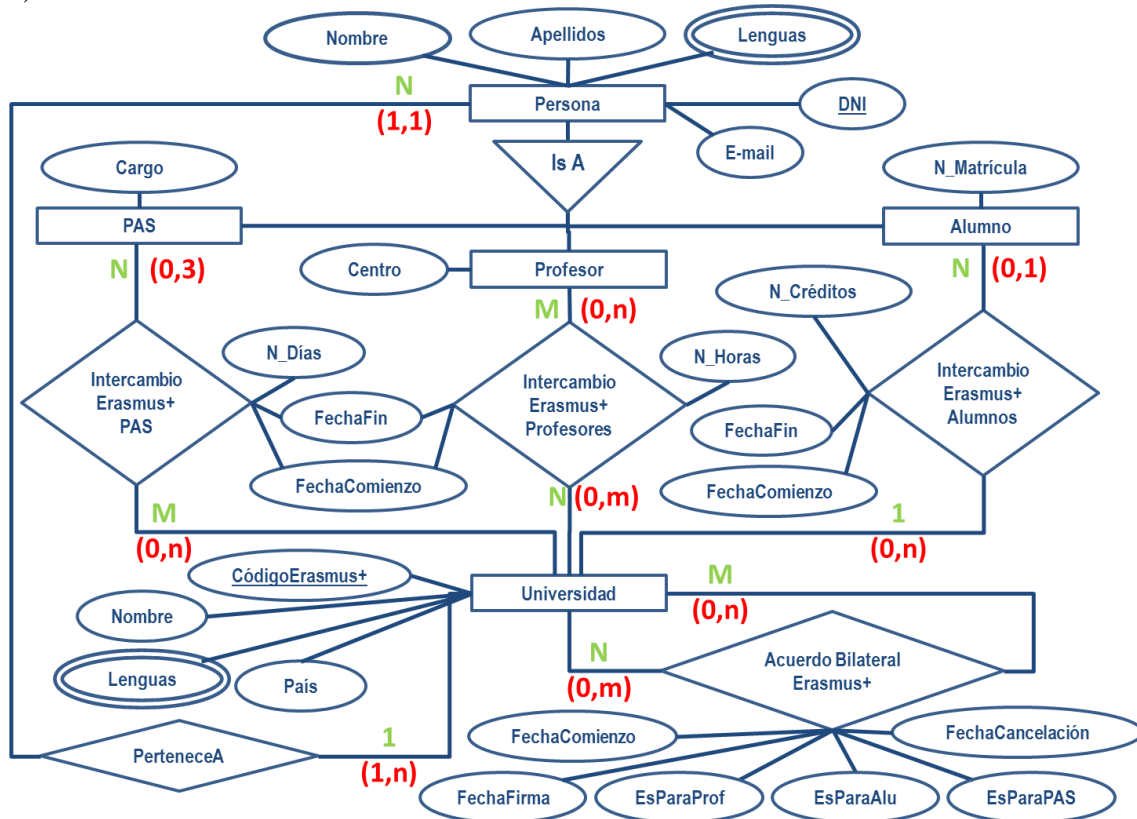 )
Nombre
Apellidos
Lenguas
N
(1,1)
Persona
DNI
E-mail
Is A
Cargo
N_Matrícula
PAS
Alumno
N
(0,3)
Centro
Profesor
N
(0,1)
M
(0,n)
N_Créditos
N_Días
N_Horas
Intercambio
Erasmus+
PAS
Intercambio
Erasmus+
Profesores
Intercambio
Erasmus+
Alumnos
FechaFin
FechaFin
FechaComienzo
FechaComienzo
M
(0,n)
N
(0,m)
1
(0,n)
CódigoErasmus+
Universidad
M
(0,n)
Nombre
Lenguas
País
N
(0,m)
Acuerdo Bilateral
Erasmus+
PerteneceA
1
(1,n)
FechaComienzo
FechaCancelación
FechaFirma
EsParaProf
EsParaAlu
EsParaPAS